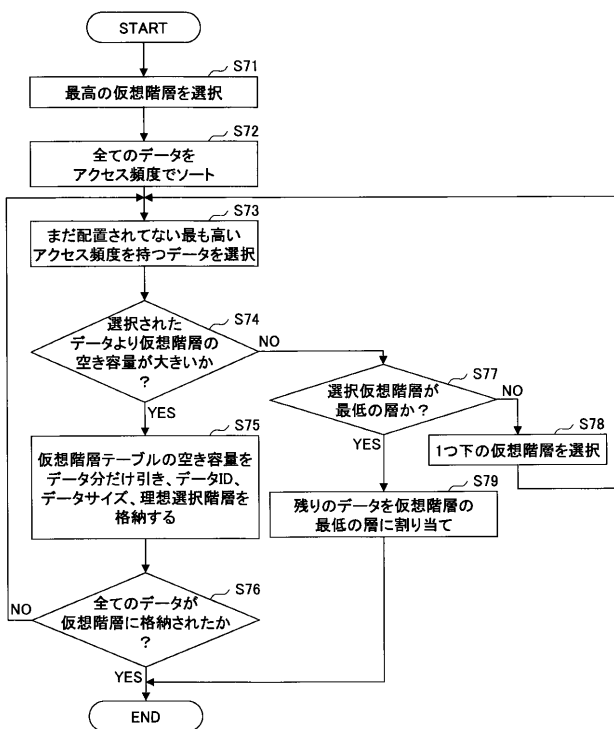 START
S71
最高の仮想階層を選択
S72
全てのデータを
アクセス頻度でソート
S73
まだ配置されてない最も高い
アクセス頻度を持つデータを選択
S74
選択された
データより仮想階層の
空き容量が大きいか
?
NO
YES
S77
選択仮想階層が
最低の層か?
NO
YES
S75
仮想階層テーブルの空き容量を
データ分だけ引き、データID、
データサイズ、理想選択階層を
格納する
S78
1つ下の仮想階層を選択
S79
残りのデータを仮想階層の
最低の層に割り当て
S76
全てのデータが
仮想階層に格納されたか
?
NO
YES
END